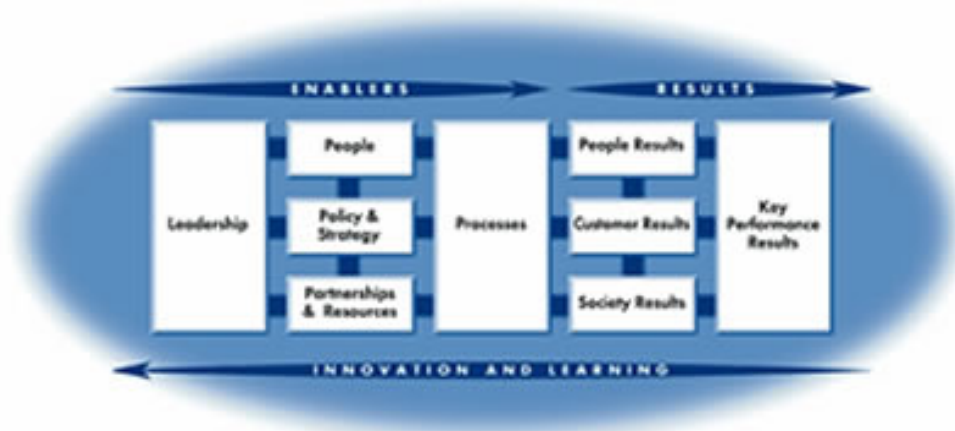 ENABLERS
RESULTS
Leadership
People
Policy &
Strategy
Partnerships
& Resources
Processes
People Results
Customer Results
Society Results
Key
Performance
Results
INNOVATION AND LEARNING